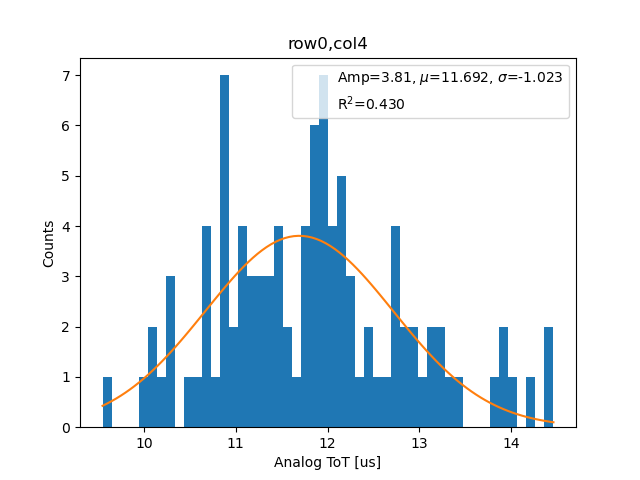 row0,col4
Amp=3.81, μ=11.692, σ=-1.023
R²=0.430
7
6
5
4
3
2
1
0
Counts
10 11 12 13 14
Analog ToT [us]